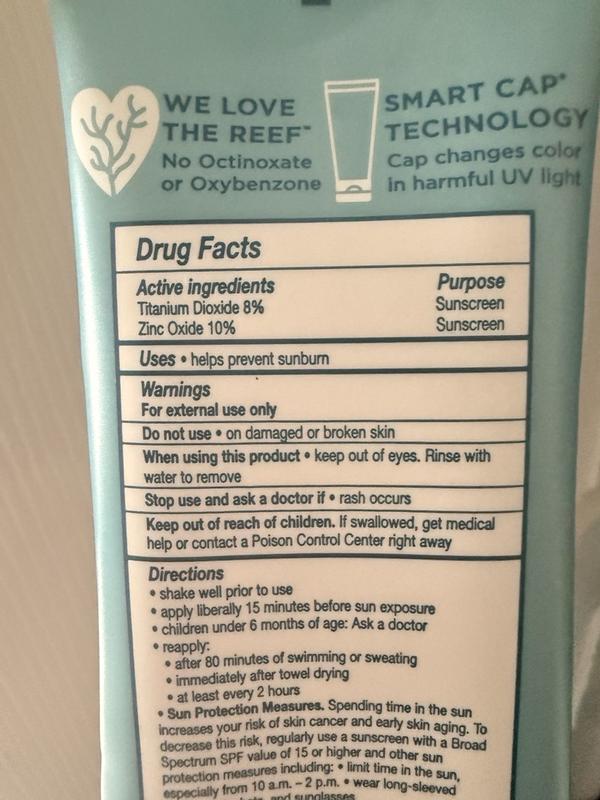 WE LOVE
THE REEF™
No Octinoxate
or Oxybenzone
SMART CAP*
TECHNOLOGY
Cap changes color
in harmful UV light
Drug Facts
Active ingredients Purpose
Titanium Dioxide 8% Sunscreen
Zinc Oxide 10% Sunscreen
Uses • helps prevent sunburn
Warnings
For external use only
Do not use • on damaged or broken skin
When using this product • keep out of eyes. Rinse with
water to remove
Stop use and ask a doctor if • rash occurs
Keep out of reach of children. If swallowed, get medical
help or contact a Poison Control Center right away
Directions
• shake well prior to use
• apply liberally 15 minutes before sun exposure
• children under 6 months of age: Ask a doctor
• reapply:
• after 80 minutes of swimming or sweating
• immediately after towel drying
• at least every 2 hours
• Sun Protection Measures. Spending time in the sun
increases your risk of skin cancer and early skin aging. To
decrease this risk, regularly use a sunscreen with a Broad
Spectrum SPF value of 15 or higher and other sun
protection measures including: • limit time in the sun,
especially from 10 a.m. – 2 p.m. • wear long-sleeved
and sunglasses